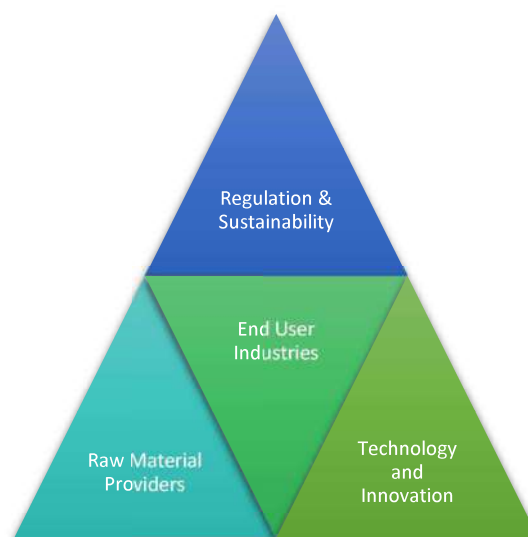 Regulation &
Sustainability
End User
Industries
Raw Material
Providers
Technology
and
Innovation